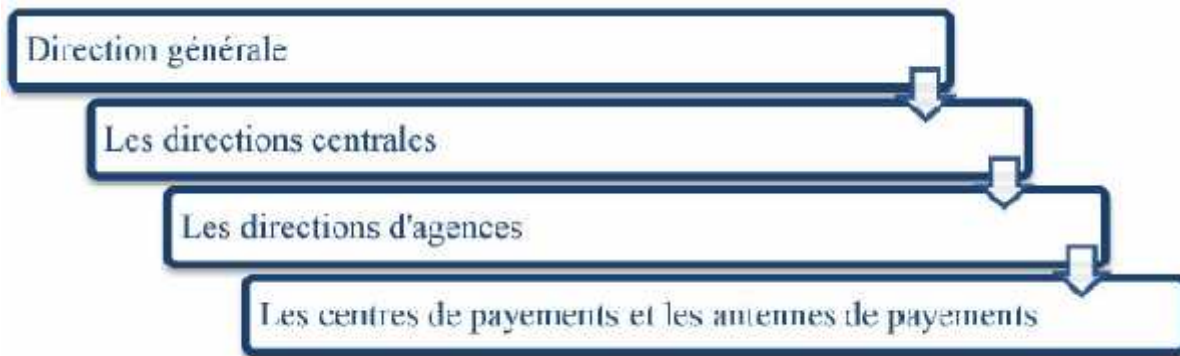 Direction générale
Les directions centrales
Les directions d'agences
Les centres de payements et les antennes de payements